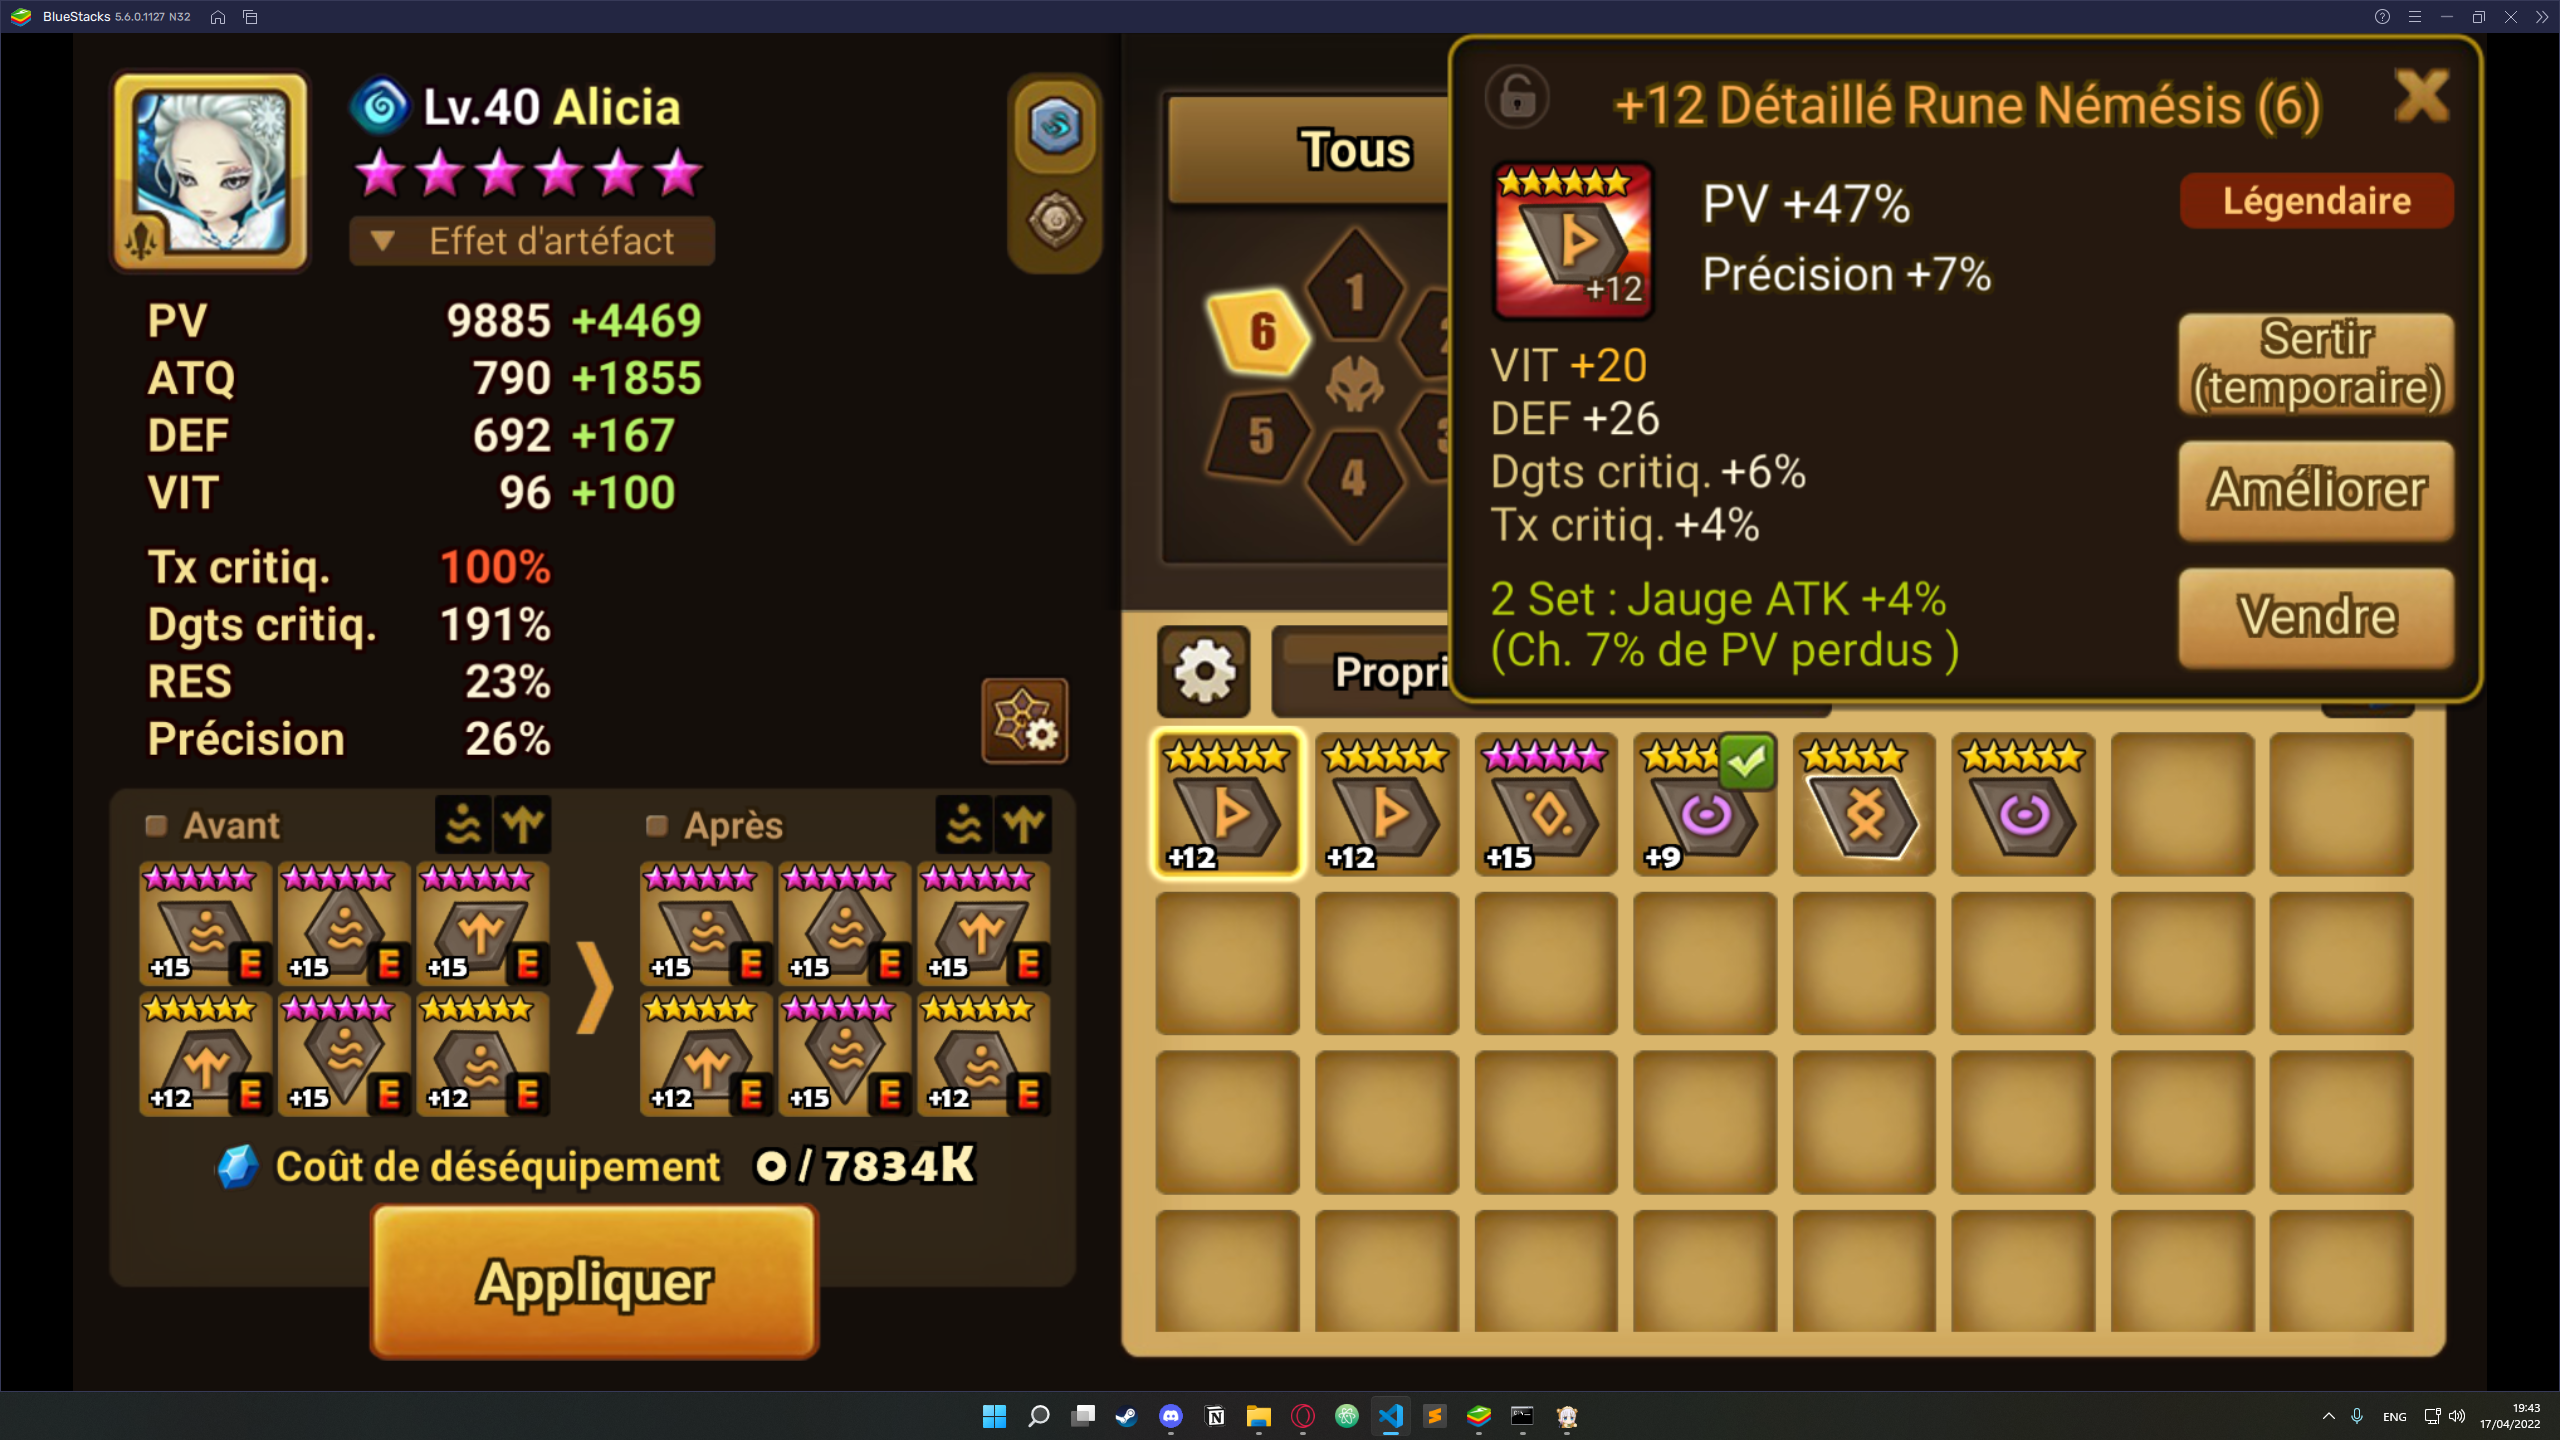 BlueStacks 5.6.0.1127 N32
Lv.40 Alicia
Effet d'artéfact
PV 9885 +4469
ATQ 790 +1855
DEF 692 +167
VIT 96 +100
Tx critiq. 100%
Dgts critiq. 191%
RES 23%
Précision 26%
Avant
+15 E +15 E +15 E
+12 E +15 E +12 E
Après
+15 E +15 E +15 E
+12 E +15 E +12 E
Coût de déséquipement 0 / 7834K
Appliquer
Tous
1
6
5
4
+12 Détaillé Rune Némésis (6)
+12
PV +47%
Précision +7%
Légendaire
VIT +20
DEF +26
Dgts critiq. +6%
Tx critiq. +4%
2 Set : Jauge ATK +4%
(Ch. 7% de PV perdus )
Sertir
(temporaire)
Améliorer
Vendre
Propri
+12 +12 +15 +9
ENG
19:43
17/04/2022